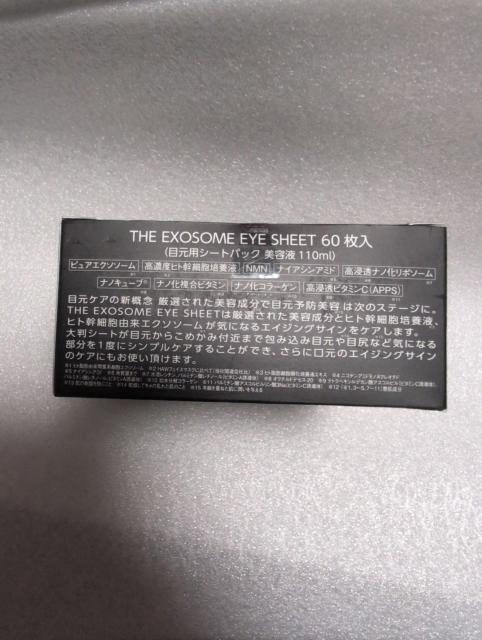 THE EXOSOME EYE SHEET 60枚入
(目元用シートパック 美容液 110ml)
ピュアエクソソーム 高濃度ヒト幹細胞培養液 NMN ナイアシンアミド 高浸透ナノ化リポソーム
ナノキューブ® ナノ化複合ビタミン ナノ化コラーゲン 高浸透ビタミンC(APPS)
目元ケアの新概念 厳選された美容成分で目元予防美容は次のステージに。
THE EXOSOME EYE SHEETは厳選された美容成分とヒト幹細胞培養液、
ヒト幹細胞由来エクソソームが気になるエイジングサインをケアします。
大判シートが目元からこめかみ付近まで包み込み目元や目尻など気になる
部分を1度にシンプルケアすることができ、さらに口元のエイジングサイン
のケアにもお使い頂けます。